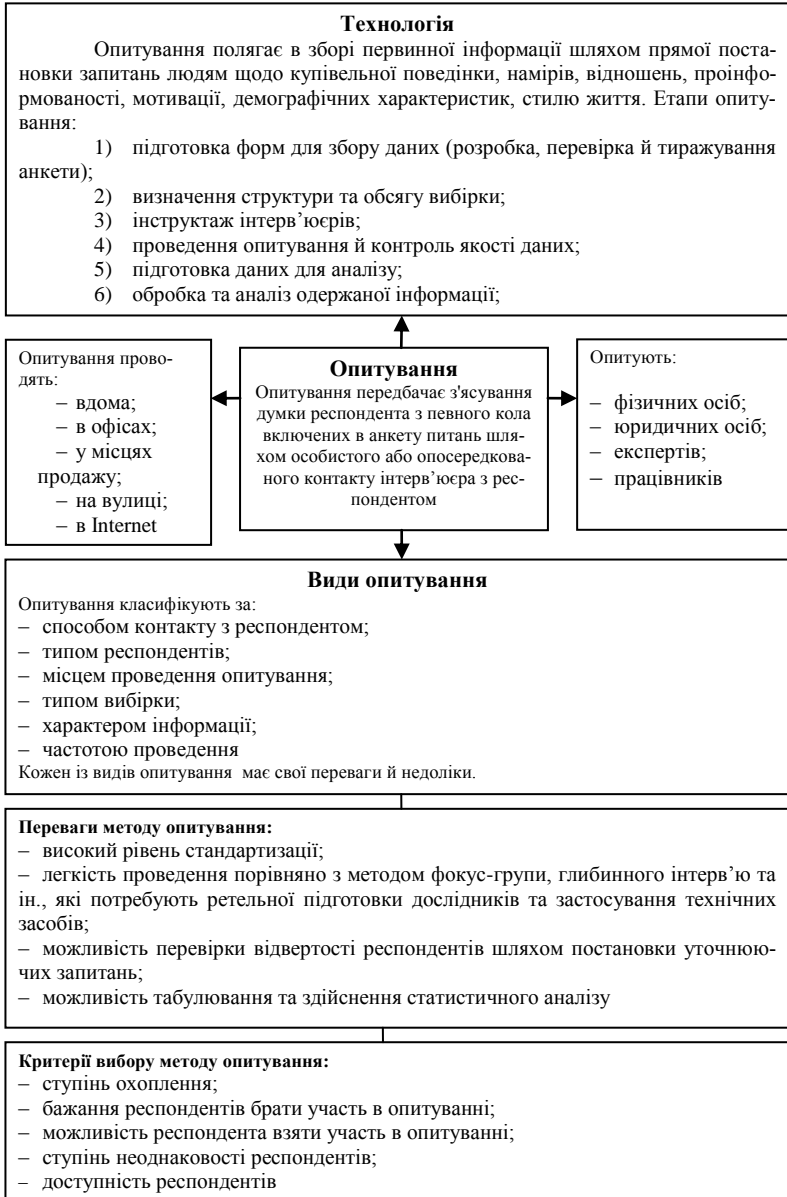 Технологія
Опитування полягає в зборі первинної інформації шляхом прямої поста-
новки запитань людям щодо купівельної поведінки, намірів, відношень, проінфо-
рмованості, мотивації, демографічних характеристик, стилю життя. Етапи опиту-
вання:
1) підготовка форм для збору даних (розробка, перевірка й тиражування
анкети);
2) визначення структури та обсягу вибірки;
3) інструктаж інтерв’юєрів;
4) проведення опитування й контроль якості даних;
5) підготовка даних для аналізу;
6) обробка та аналіз одержаної інформації;
Опитування прово-
дять:
– вдома;
– в офісах;
– у місцях
продажу;
– на вулиці;
– в Internet
Опитування
Опитування передбачає з'ясування
думки респондента з певного кола
включених в анкету питань шля-
хом особистого або опосередкова-
ного контакту інтерв’юєра з рес-
пондентом
Опитують:
– фізичних осіб;
– юридичних осіб;
– експертів;
– працівників
Види опитування
Опитування класифікують за:
– способом контакту з респондентом;
– типом респондентів;
– місцем проведення опитування;
– типом вибірки;
– характером інформації;
– частотою проведення
Кожен із видів опитування має свої переваги й недоліки.
Переваги методу опитування:
– високий рівень стандартизації;
– легкість проведення порівняно з методом фокус-групи, глибинного інтерв’ю та
ін., які потребують ретельної підготовки дослідників та застосування технічних
засобів;
– можливість перевірки відвертості респондентів шляхом постановки уточнюю-
чих запитань;
– можливість табулювання та здійснення статистичного аналізу
Критерії вибору методу опитування:
– ступінь охоплення;
– бажання респондентів брати участь в опитуванні;
– можливість респондента взяти участь в опитуванні;
– ступінь неоднаковості респондентів;
– доступність респондентів